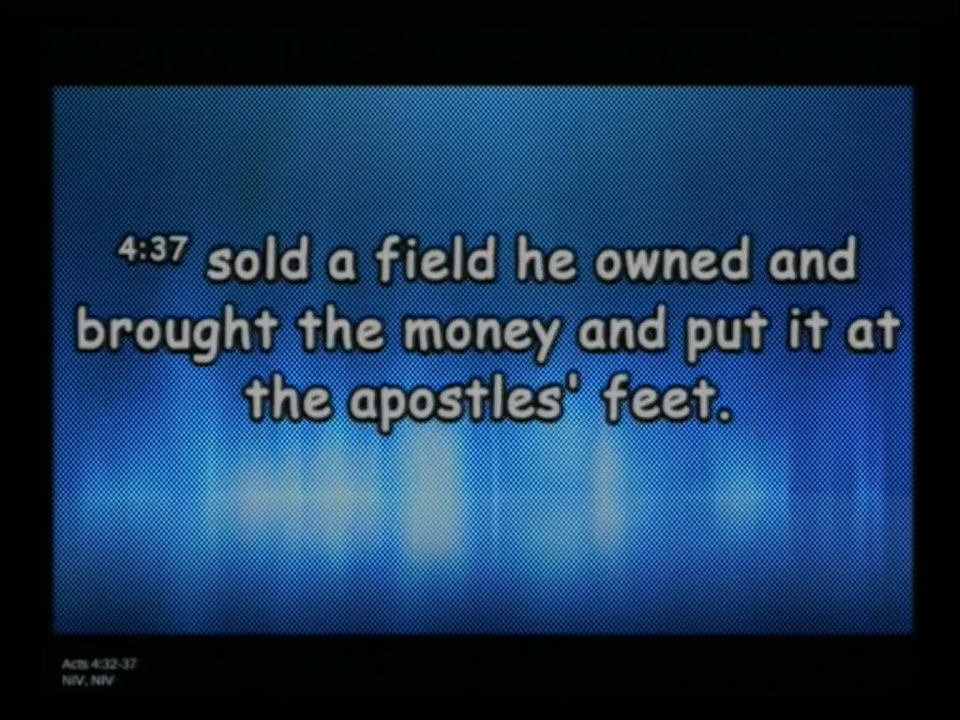 4:37 sold a field he owned and
brought the money and put it at
the apostles' feet.
Acts 4:32-37
NIV, NIV